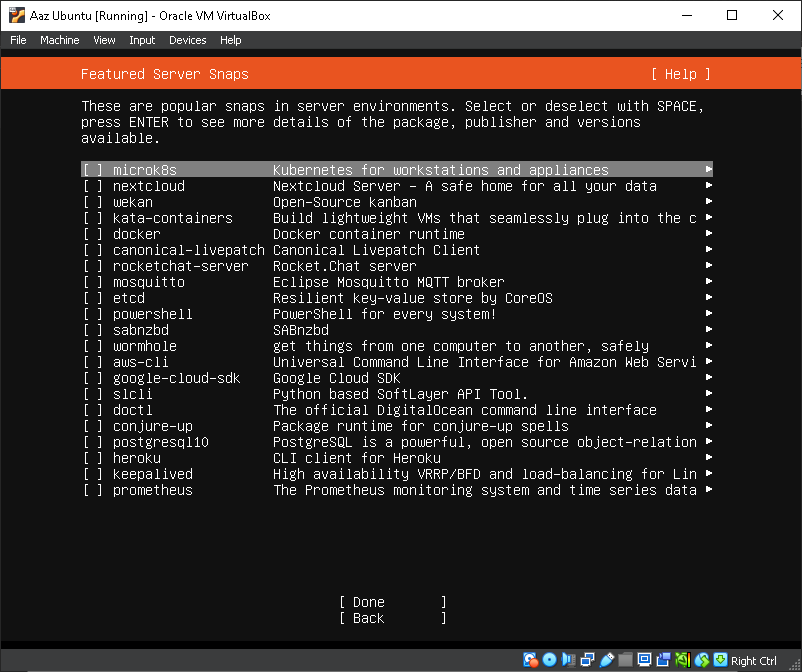 Aaz Ubuntu [Running] - Oracle VM VirtualBox
File Machine View Input Devices Help
Featured Server Snaps [ Help ]
These are popular snaps in server environments. Select or deselect with SPACE,
press ENTER to see more details of the package, publisher and versions
available.
[ ] microk8s Kubernetes for workstations and appliances ►
[ ] nextcloud Nextcloud Server - A safe home for all your data ►
[ ] wekan Open-Source kanban ►
[ ] kata-containers Build lightweight VMs that seamlessly plug into the c ►
[ ] docker Docker container runtime ►
[ ] canonical-livepatch Canonical Livepatch Client ►
[ ] rocketchat-server Rocket.Chat server ►
[ ] mosquitto Eclipse Mosquitto MQTT broker ►
[ ] etcd Resilient key-value store by CoreOS ►
[ ] powershell PowerShell for every system! ►
[ ] sabnzbd SABnzbd ►
[ ] wormhole get things from one computer to another, safely ►
[ ] aws-cli Universal Command Line Interface for Amazon Web Servi ►
[ ] google-cloud-sdk Google Cloud SDK ►
[ ] slcli Python based SoftLayer API Tool. ►
[ ] doctl The official DigitalOcean command line interface ►
[ ] conjure-up Package runtime for conjure-up spells ►
[ ] postgresql10 PostgreSQL is a powerful, open source object-relation ►
[ ] heroku CLI client for Heroku ►
[ ] keepalived High availability VRRP/BFD and load-balancing for Lin ►
[ ] prometheus The Prometheus monitoring system and time series data ►
[ Done ]
[ Back ]
Right Ctrl